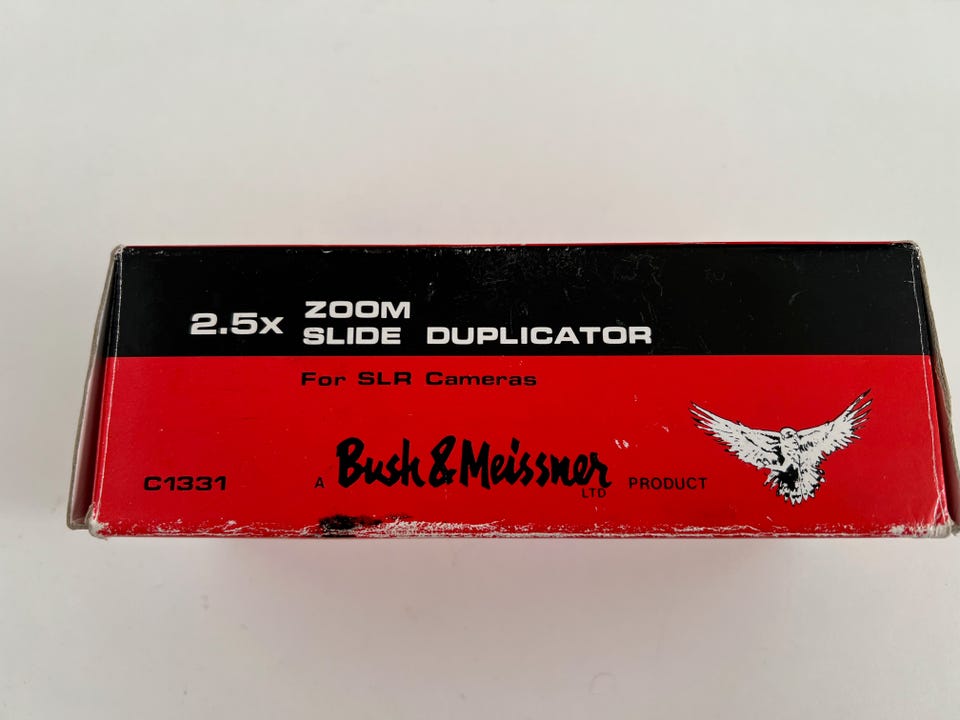 2.5x ZOOM
SLIDE DUPLICATOR
For SLR Cameras
C1331 A Bush & Meissner LTD PRODUCT